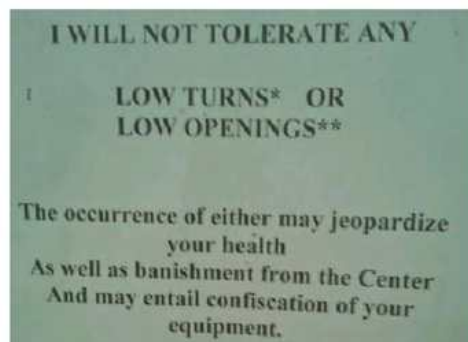 I WILL NOT TOLERATE ANY
LOW TURNS* OR
LOW OPENINGS**
The occurrence of either may jeopardize
your health
As well as banishment from the Center
And may entail confiscation of your
equipment.